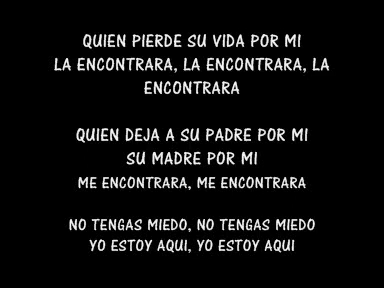 QUIEN PIERDE SU VIDA POR MI
LA ENCONTRARA, LA ENCONTRARA, LA
ENCONTRARA
QUIEN DEJA A SU PADRE POR MI
SU MADRE POR MI
ME ENCONTRARA, ME ENCONTRARA
NO TENGAS MIEDO, NO TENGAS MIEDO
YO ESTOY AQUI, YO ESTOY AQUI